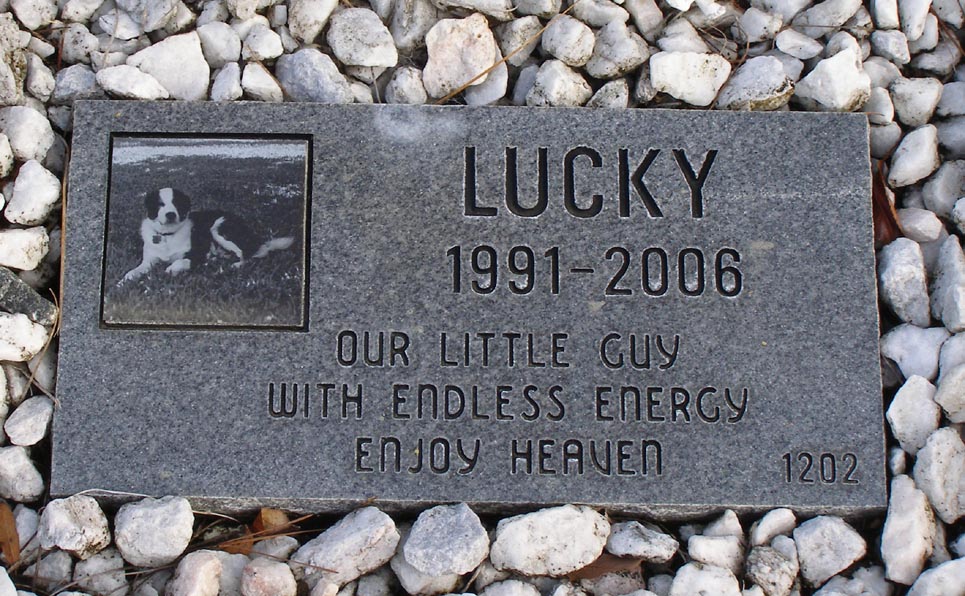 LUCKY
1991-2006
OUR LITTLE GUY
WITH ENDLESS ENERGY
ENJOY HEAVEN
1202